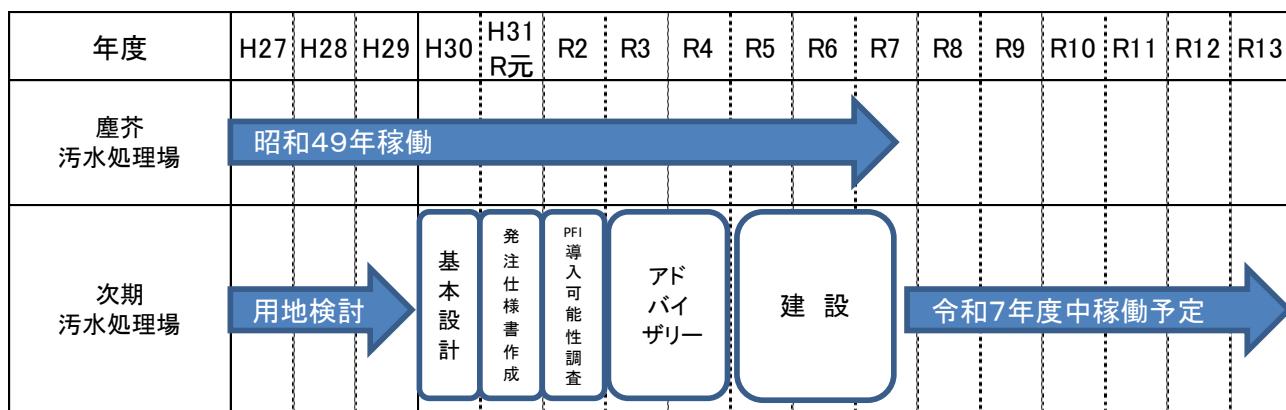 年度 H27 H28 H29 H30 H31 R元 R2 R3 R4 R5 R6 R7 R8 R9 R10 R11 R12 R13
塵芥
汚水処理場
昭和49年稼働
次期
汚水処理場
用地検討
基本設計
発注仕様書作成
PFI導入可能性調査
アド
バイ
ザリー
建設
令和7年度中稼働予定